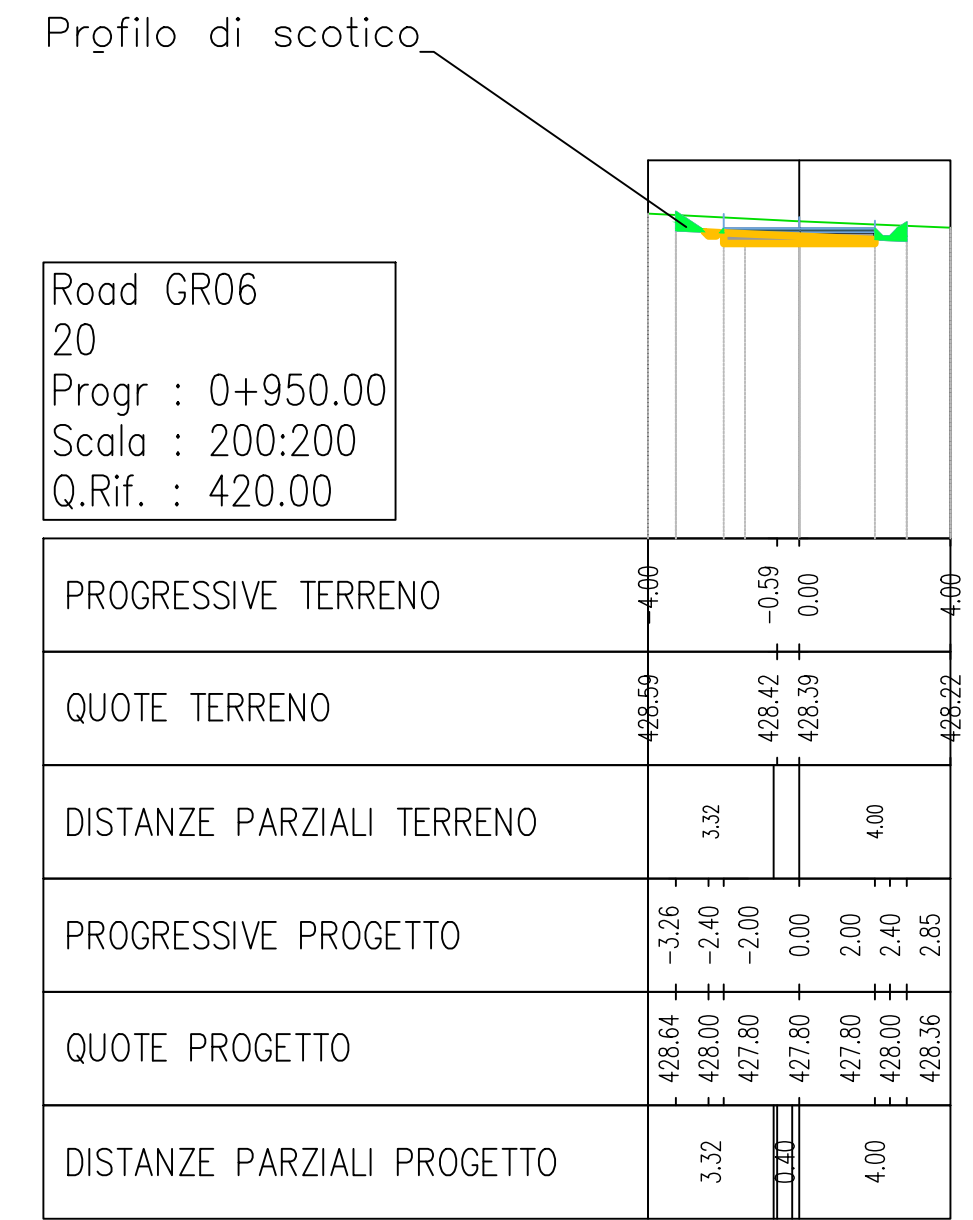 Profilo di scotico
Road GR06
20
Progr : 0+950.00
Scala : 200:200
Q.Rif. : 420.00
PROGRESSIVE TERRENO -4.00 -0.59 0.00 4.00
QUOTE TERRENO 428.59 428.42 428.39 428.22
DISTANZE PARZIALI TERRENO 3.32 4.00
PROGRESSIVE PROGETTO -3.26 -2.40 -2.00 0.00 2.00 2.40 2.85
QUOTE PROGETTO 428.64 428.00 427.80 427.80 427.80 428.00 428.36
DISTANZE PARZIALI PROGETTO 3.32 0.40 4.00